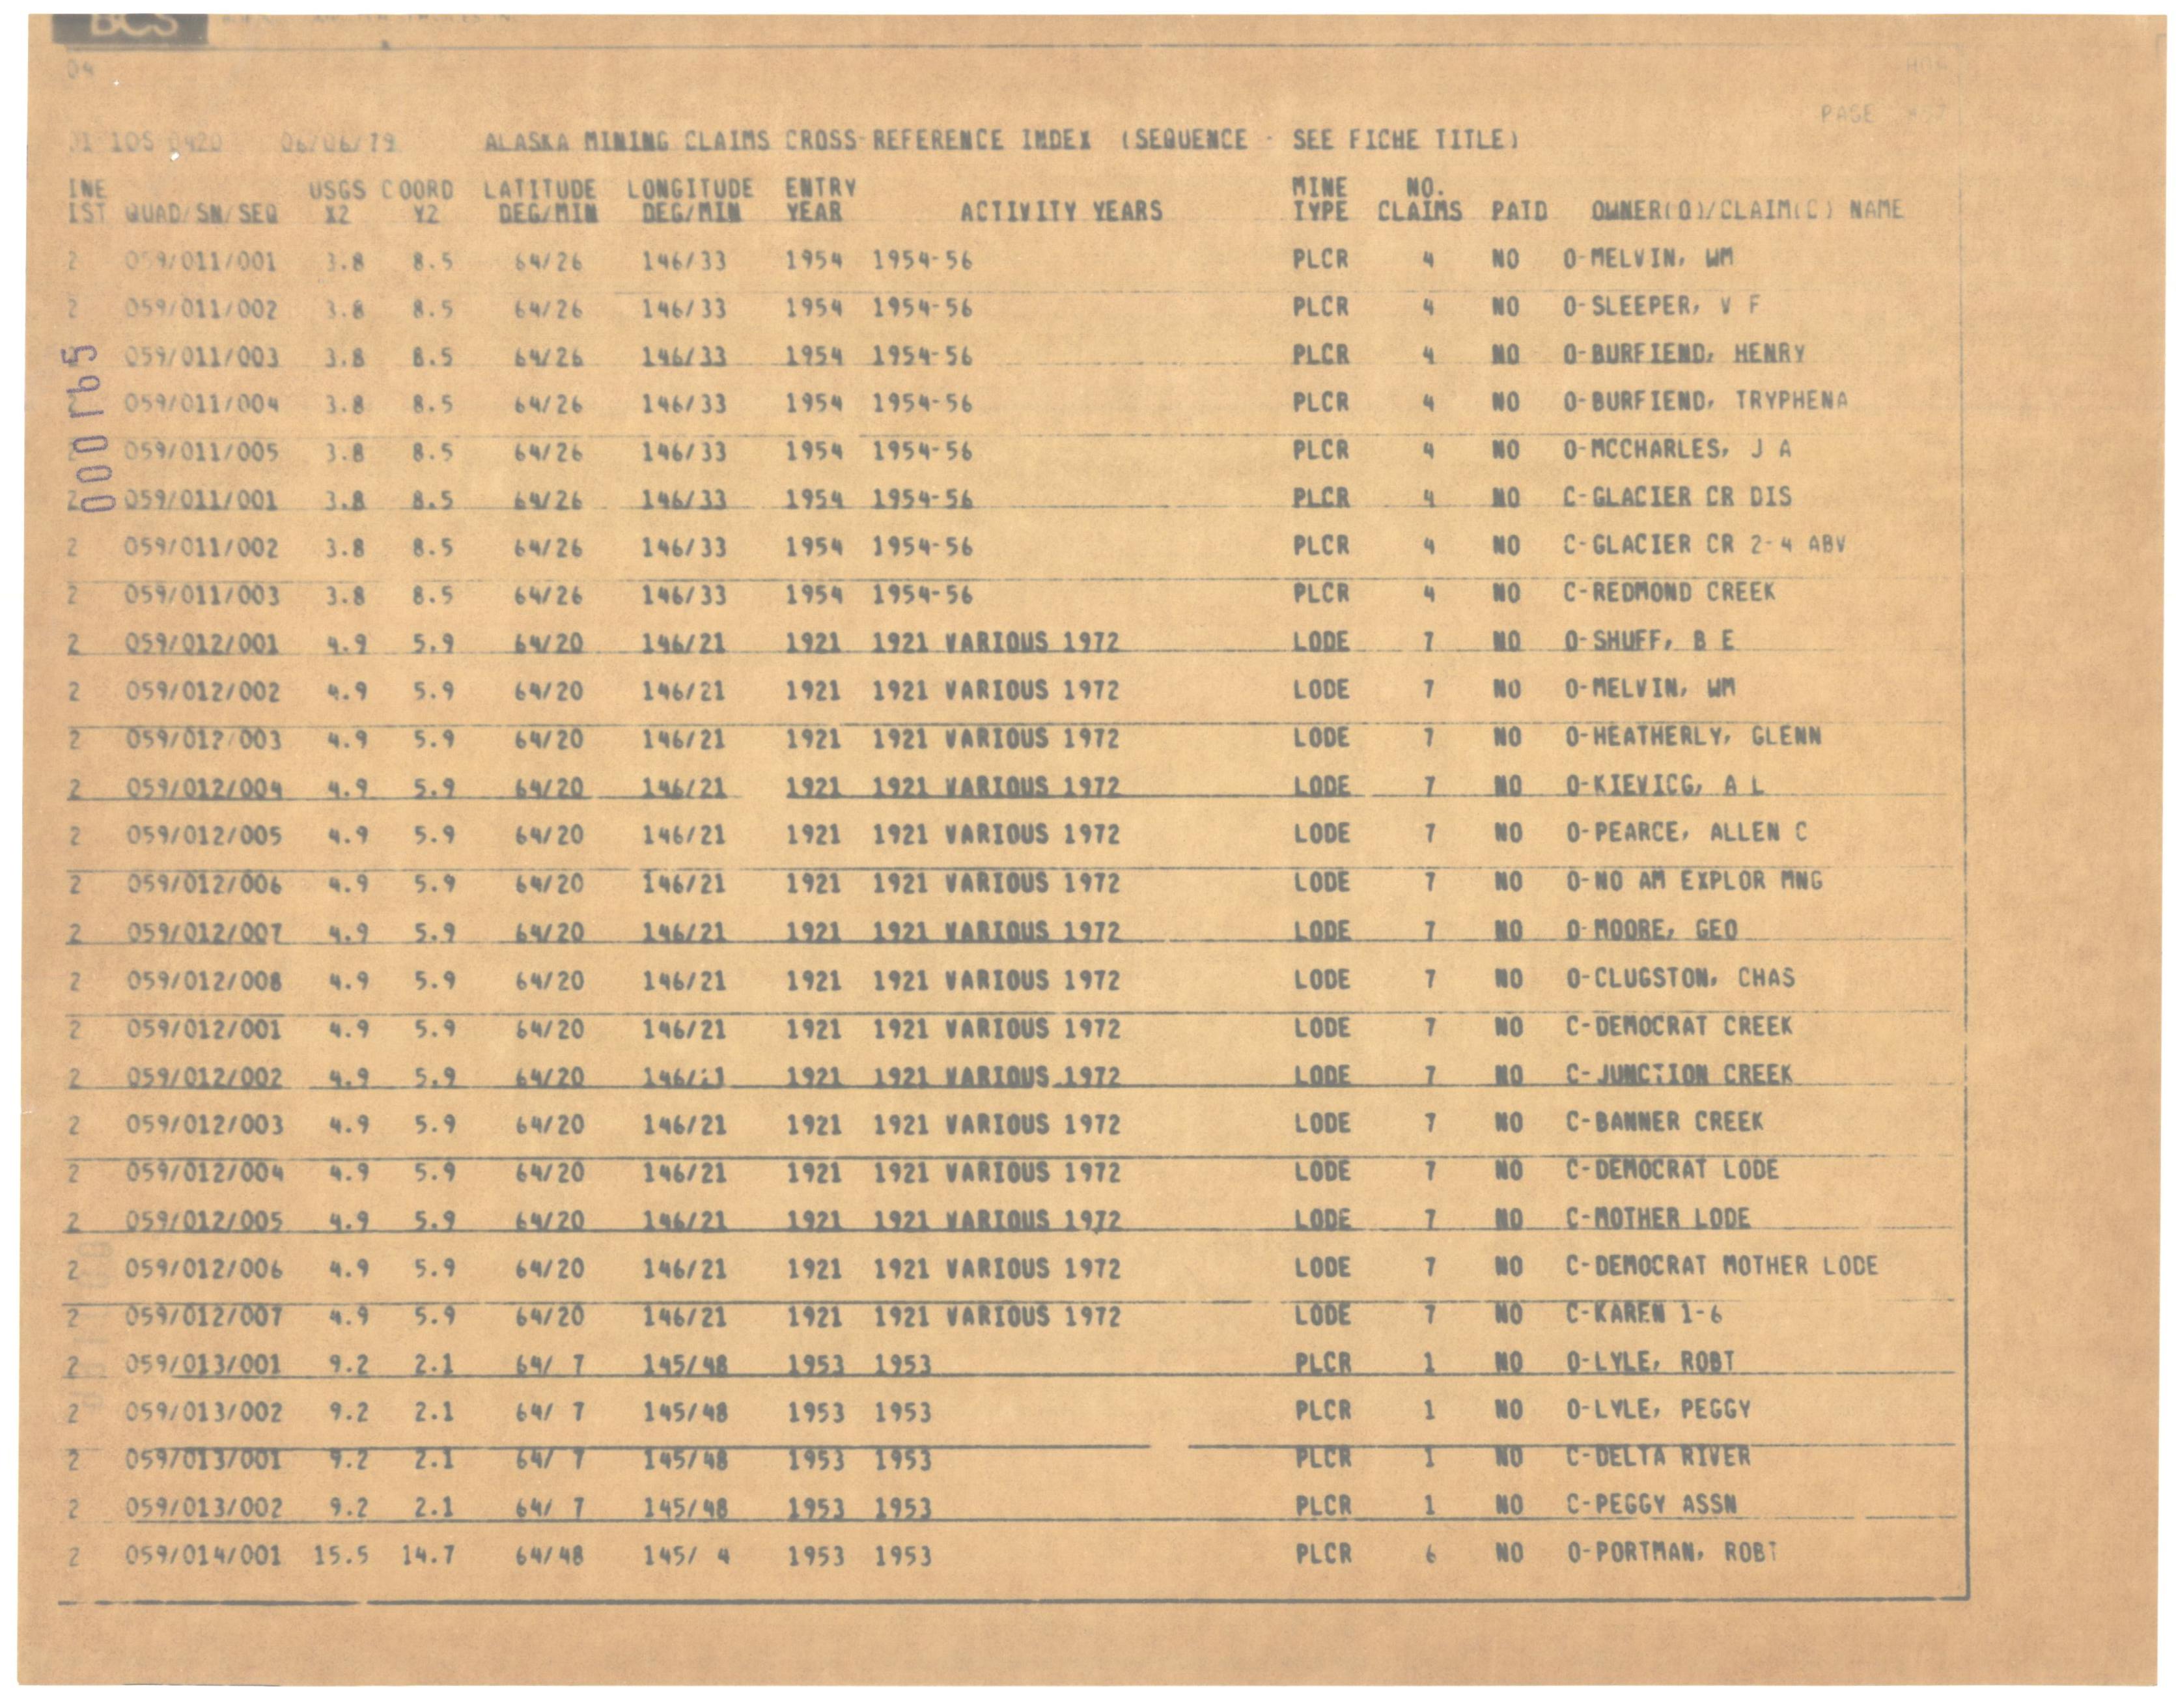 BCS
04
PAGE
IOS 0420 06/06/79 ALASKA MINING CLAIMS CROSS-REFERENCE INDEX (SEQUENCE - SEE FICHE TITLE)
INE USGS COORD LATITUDE LONGITUDE ENTRY MINE NO.
IST QUAD/SN/SEQ X2 Y2 DEG/MIN DEG/MIN YEAR ACTIVITY YEARS TYPE CLAIMS PATD OWNER(O)/CLAIM(C) NAME
2 059/011/001 3.8 8.5 64/26 146/33 1954 1954-56 PLCR 4 NO O-MELVIN, WM
2 059/011/002 3.8 8.5 64/26 146/33 1954 1954-56 PLCR 4 NO O-SLEEPER, V F
059/011/003 3.8 8.5 64/26 146/33 1954 1954-56 PLCR 4 NO O-BURFIEND, HENRY
2 059/011/004 3.8 8.5 64/26 146/33 1954 1954-56 PLCR 4 NO O-BURFIEND, TRYPHENA
2 059/011/005 3.8 8.5 64/26 146/33 1954 1954-56 PLCR 4 NO O-MCCHARLES, J A
2 059/011/001 3.8 8.5 64/26 146/33 1954 1954-56 PLCR 4 NO C-GLACIER CR DIS
2 059/011/002 3.8 8.5 64/26 146/33 1954 1954-56 PLCR 4 NO C-GLACIER CR 2-4 ABV
2 059/011/003 3.8 8.5 64/26 146/33 1954 1954-56 PLCR 4 NO C-REDMOND CREEK
2 059/012/001 4.9 5.9 64/20 146/21 1921 1921 VARIOUS 1972 LODE 7 NO O-SHUFF, B E
2 059/012/002 4.9 5.9 64/20 146/21 1921 1921 VARIOUS 1972 LODE 7 NO O-MELVIN, WM
2 059/012/003 4.9 5.9 64/20 146/21 1921 1921 VARIOUS 1972 LODE 7 NO O-HEATHERLY, GLENN
2 059/012/004 4.9 5.9 64/20 146/21 1921 1921 VARIOUS 1972 LODE 7 NO O-KIEVICG, A L
2 059/012/005 4.9 5.9 64/20 146/21 1921 1921 VARIOUS 1972 LODE 7 NO O-PEARCE, ALLEN C
2 059/012/006 4.9 5.9 64/20 146/21 1921 1921 VARIOUS 1972 LODE 7 NO O-NO AM EXPLOR MNG
2 059/012/007 4.9 5.9 64/20 146/21 1921 1921 VARIOUS 1972 LODE 7 NO O-MOORE, GEO
2 059/012/008 4.9 5.9 64/20 146/21 1921 1921 VARIOUS 1972 LODE 7 NO O-CLUGSTON, CHAS
2 059/012/001 4.9 5.9 64/20 146/21 1921 1921 VARIOUS 1972 LODE 7 NO C-DEMOCRAT CREEK
2 059/012/002 4.9 5.9 64/20 146/21 1921 1921 VARIOUS 1972 LODE 7 NO C-JUNCTION CREEK
2 059/012/003 4.9 5.9 64/20 146/21 1921 1921 VARIOUS 1972 LODE 7 NO C-BANNER CREEK
2 059/012/004 4.9 5.9 64/20 146/21 1921 1921 VARIOUS 1972 LODE 7 NO C-DEMOCRAT LODE
2 059/012/005 4.9 5.9 64/20 146/21 1921 1921 VARIOUS 1972 LODE 7 NO C-MOTHER LODE
2 059/012/006 4.9 5.9 64/20 146/21 1921 1921 VARIOUS 1972 LODE 7 NO C-DEMOCRAT MOTHER LODE
2 059/012/007 4.9 5.9 64/20 146/21 1921 1921 VARIOUS 1972 LODE 7 NO C-KAREN 1-6
2 059/013/001 9.2 2.1 64/ 7 145/48 1953 1953 PLCR 1 NO O-LYLE, ROBT
2 059/013/002 9.2 2.1 64/ 7 145/48 1953 1953 PLCR 1 NO O-LYLE, PEGGY
2 059/013/001 9.2 2.1 64/ 7 145/48 1953 1953 PLCR 1 NO C-DELTA RIVER
2 059/013/002 9.2 2.1 64/ 7 145/48 1953 1953 PLCR 1 NO C-PEGGY ASSN
2 059/014/001 15.5 14.7 64/48 145/ 4 1953 1953 PLCR 6 NO O-PORTMAN, ROBT